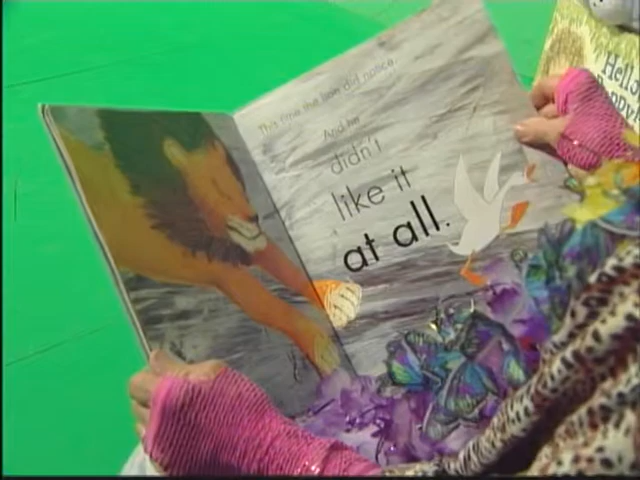 This time the lion did notice.
And he
didn't
like it
at all.
Hello